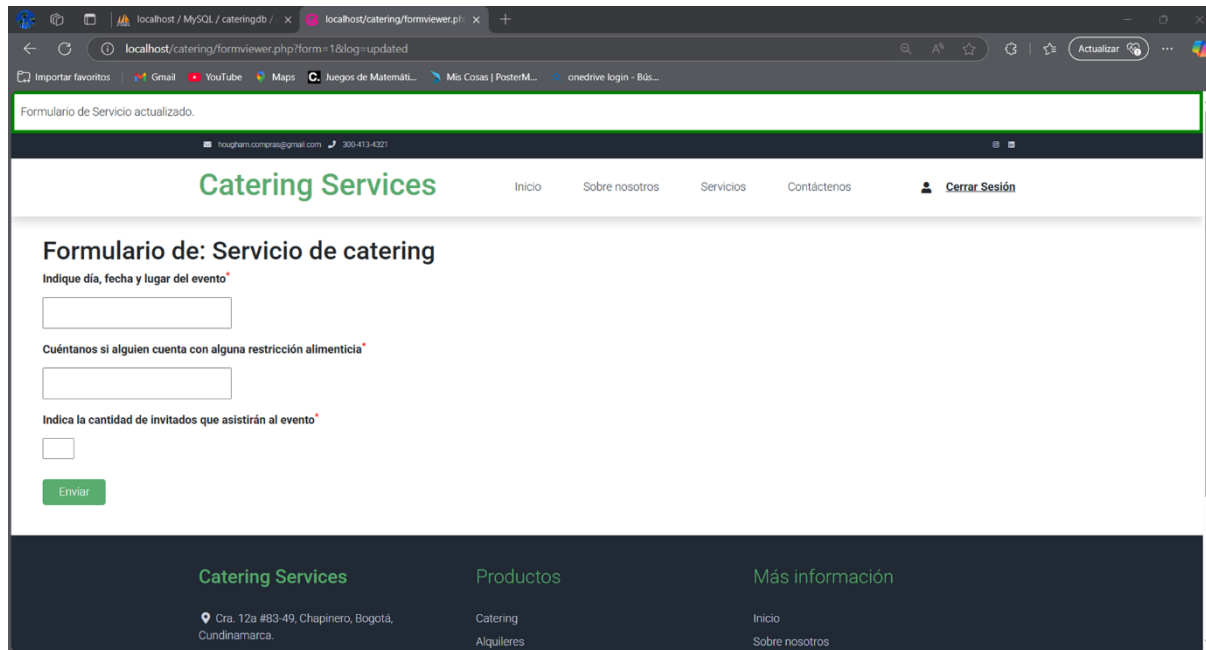 localhost / MySQL / cateringdb /
localhost/catering/formviewer.ph
localhost/catering/formviewer.php?form=1&log=updated
Actualizar
Importar favoritos
Gmail
YouTube
Maps
Juegos de Matemáti...
Mis Cosas | PosterM...
onedrive login - Bús...
Formulario de Servicio actualizado.
hougham.compras@gmail.com 300-413-4321
Catering Services
Inicio
Sobre nosotros
Servicios
Contáctenos
Cerrar Sesión
Formulario de: Servicio de catering
Indique día, fecha y lugar del evento*
Cuéntanos si alguien cuenta con alguna restricción alimenticia*
Indica la cantidad de invitados que asistirán al evento*
Enviar
Catering Services
Cra. 12a #83-49, Chapinero, Bogotá,
Cundinamarca.
Productos
Catering
Alquileres
Más información
Inicio
Sobre nosotros